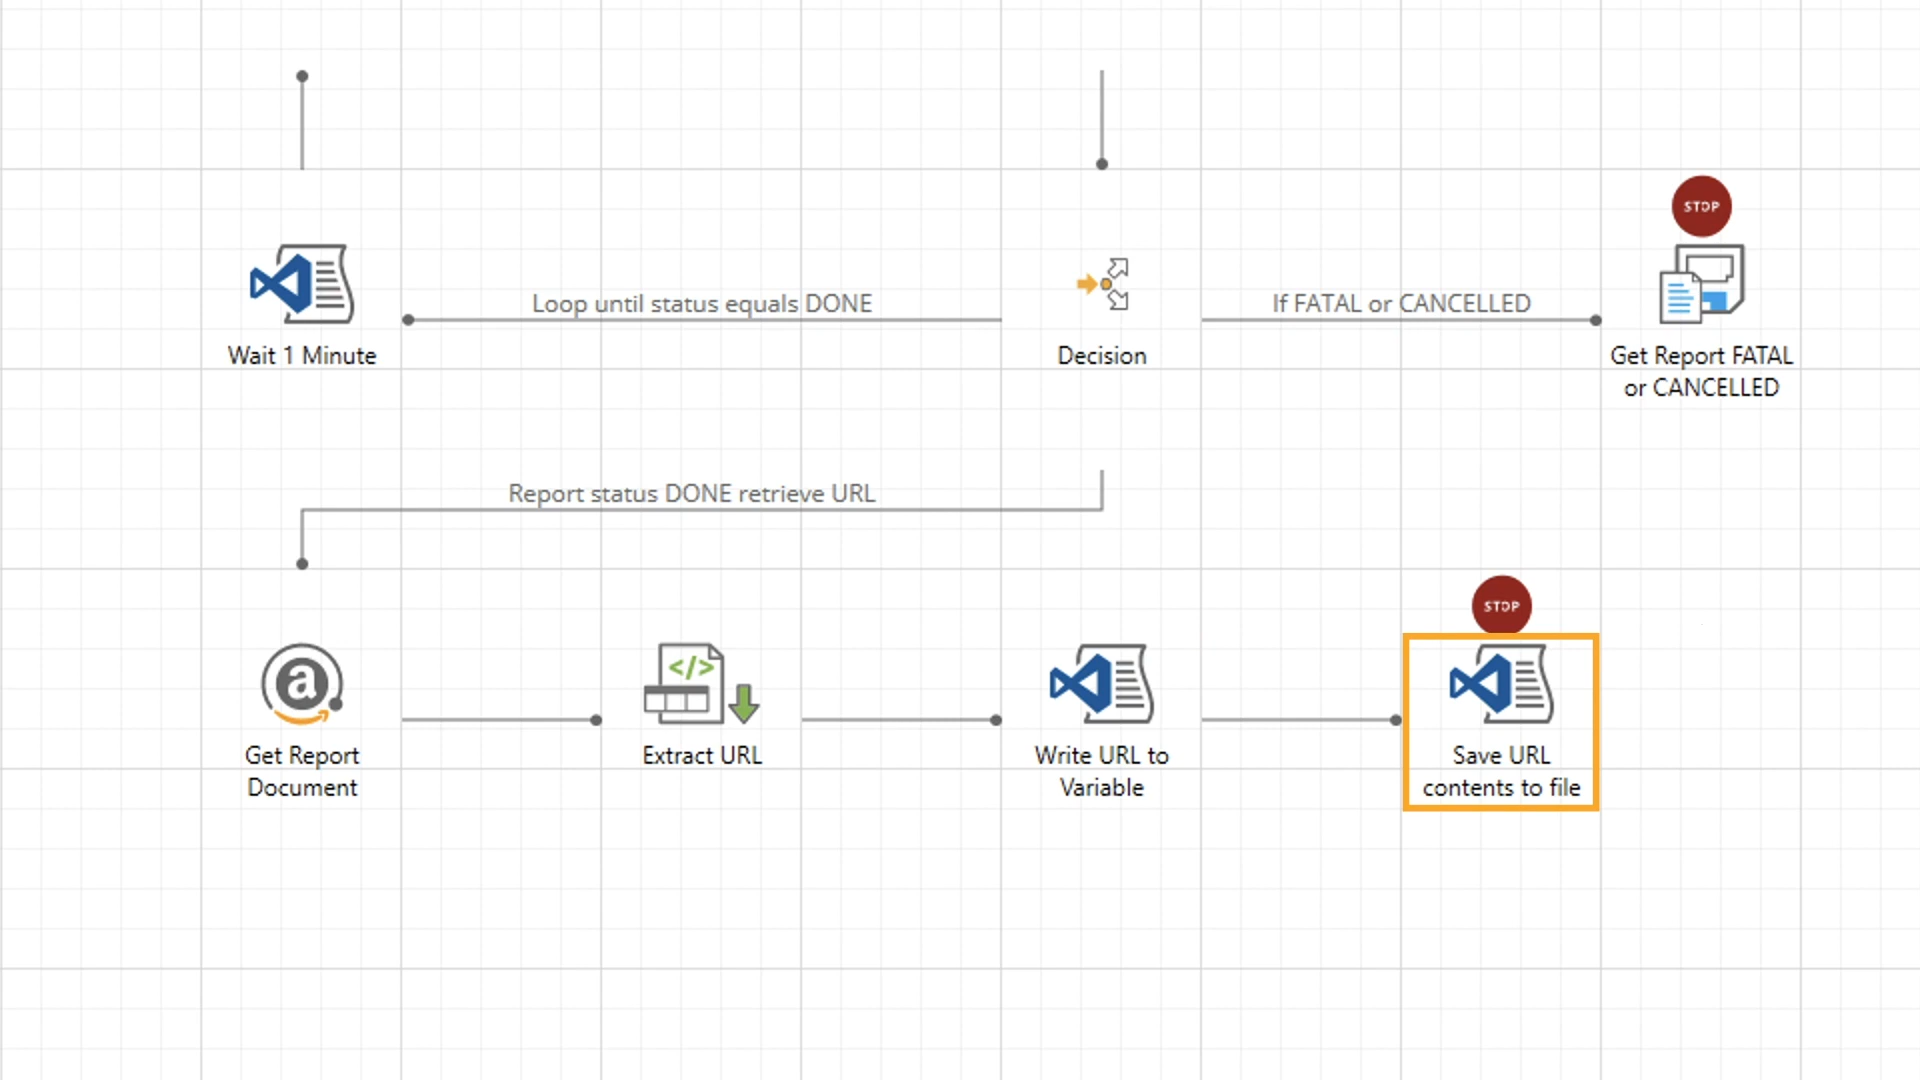 STOP
Loop until status equals DONE
If FATAL or CANCELLED
Wait 1 Minute
Decision
Get Report FATAL
or CANCELLED
Report status DONE retrieve URL
STOP
</>
a
Get Report
Document
Extract URL
Write URL to
Variable
Save URL
contents to file